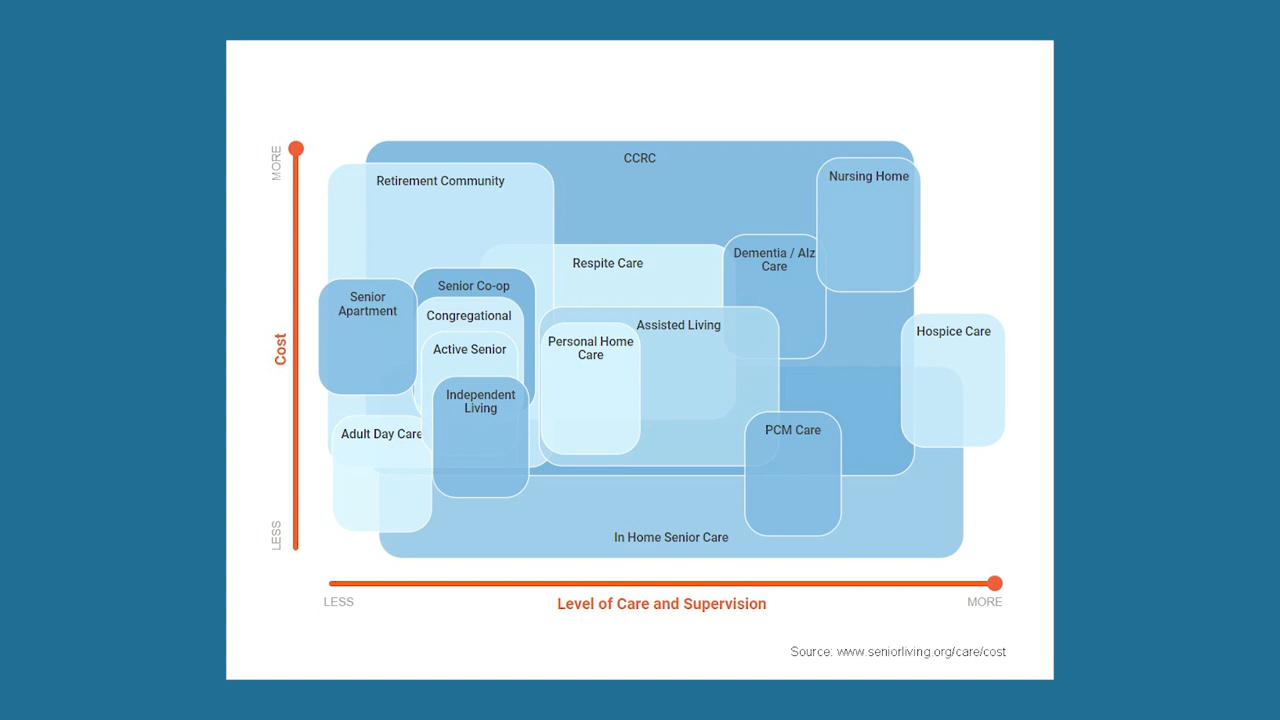 MORE
CCRC
Retirement Community
Nursing Home
Dementia / Alz
Care
Respite Care
Senior Co-op
Senior
Apartment
Congregational
Assisted Living
Hospice Care
Personal Home
Care
Active Senior
Cost
Independent
Living
Adult Day Care
PCM Care
LESS
In Home Senior Care
LESS
Level of Care and Supervision
MORE
Source: www.seniorliving.org/care/cost